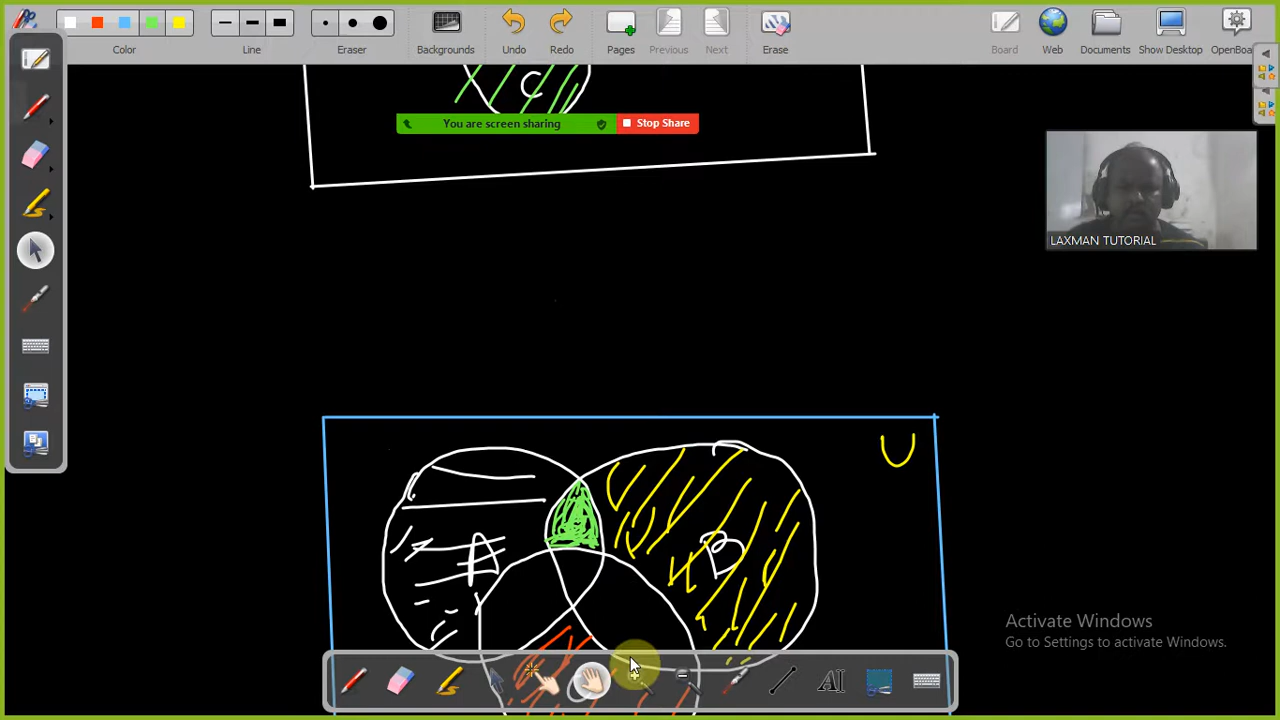 Color
Line
Eraser
Backgrounds
Undo
Redo
Pages
Previous
Next
Erase
Board
Web
Documents
Show Desktop
OpenBoa
C
You are screen sharing
Stop Share
LAXMAN TUTORIAL
U
A
B
Activate Windows
Go to Settings to activate Windows.
AI